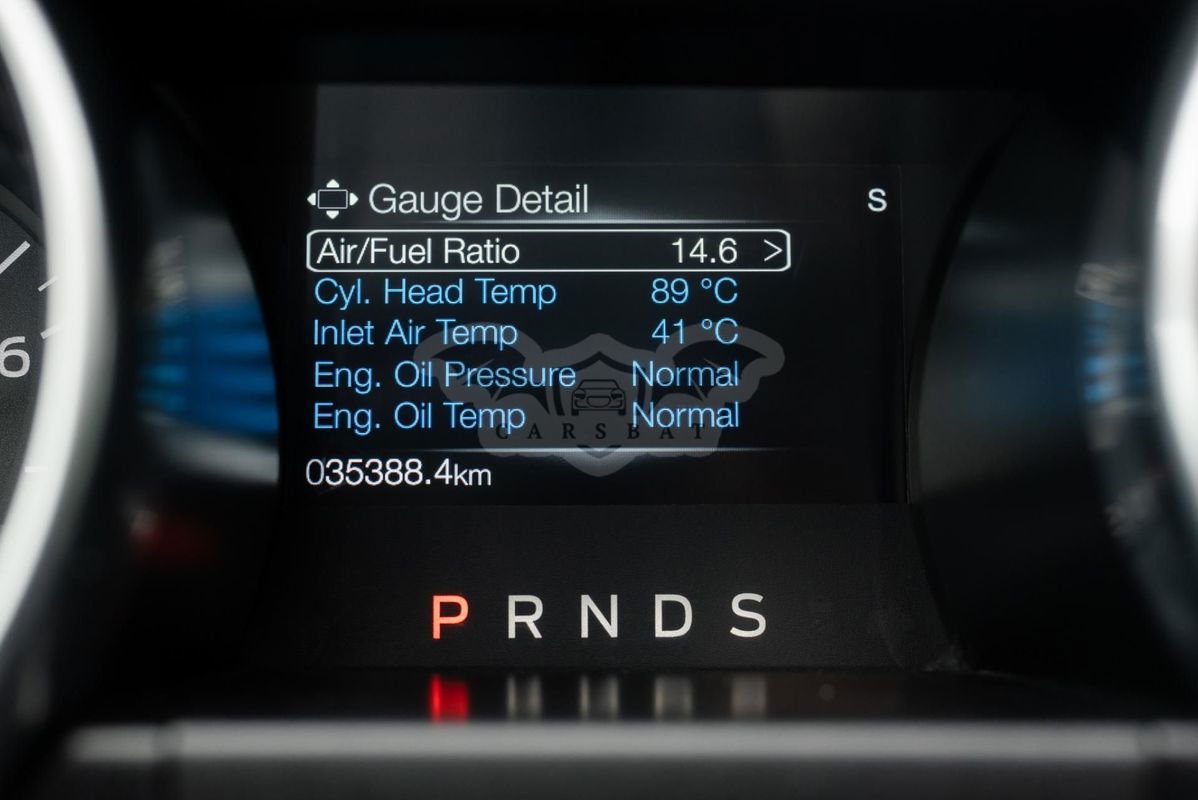 Gauge Detail S
Air/Fuel Ratio 14.6 >
Cyl. Head Temp 89 °C
Inlet Air Temp 41 °C
Eng. Oil Pressure Normal
Eng. Oil Temp Normal
CARSBAT
035388.4km
6
P R N D S